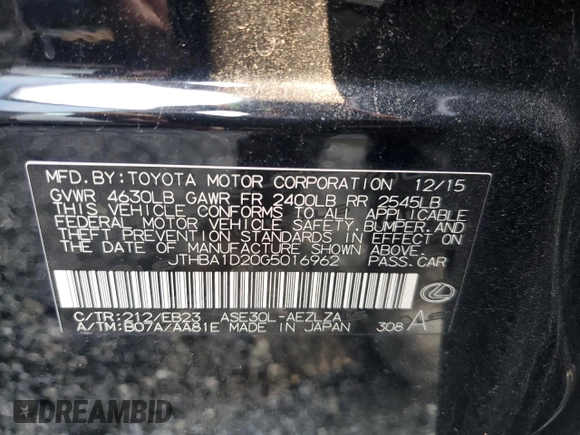 MFD.BY:TOYOTA MOTOR CORPORATION 12/15
GVWR 4630LB GAWR FR 2400LB RR 2545LB
THIS VEHICLE CONFORMS TO ALL APPLICABLE
FEDERAL MOTOR VEHICLE SAFETY, BUMPER, AND
THEFT PREVENTION STANDARDS IN EFFECT ON
THE DATE OF MANUFACTURE SHOWN ABOVE.
JTHBA1D20G5016962 PASS.CAR
C/TR:212/EB23 ASE30L-AEZLZA
A/TM:B07A/AA81E MADE IN JAPAN 308 A
DREAMBID